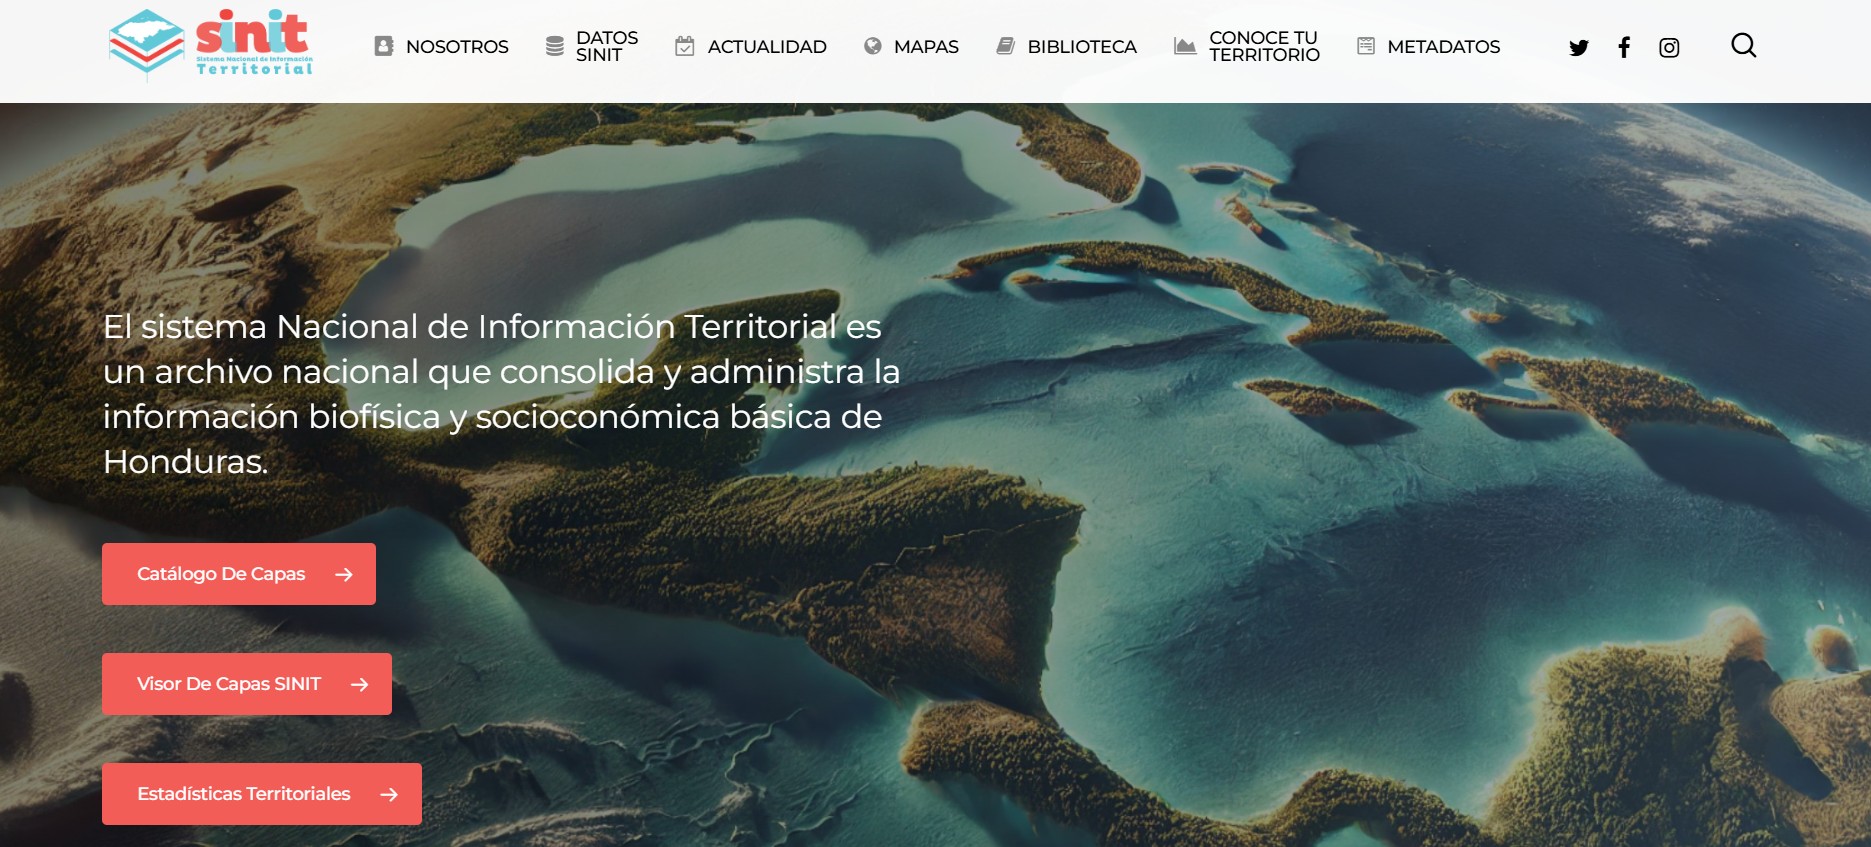 sinit
Sistema Nacional de Información
Territorial
NOSOTROS
DATOS
SINIT
ACTUALIDAD
MAPAS
BIBLIOTECA
CONOCE TU
TERRITORIO
METADATOS
El sistema Nacional de Información Territorial es
un archivo nacional que consolida y administra la
información biofísica y socioconómica básica de
Honduras.
Catálogo De Capas
Visor De Capas SINIT
Estadísticas Territoriales